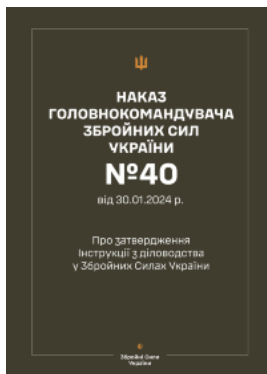 НАКАЗ
ГОЛОВНОКОМАНДУВАЧА
ЗБРОЙНИХ СИЛ
УКРАЇНИ
№40
від 30.01.2024 р.
Про затвердження
Інструкції з діловодства
у Збройних Силах України
Збройні Сили
України